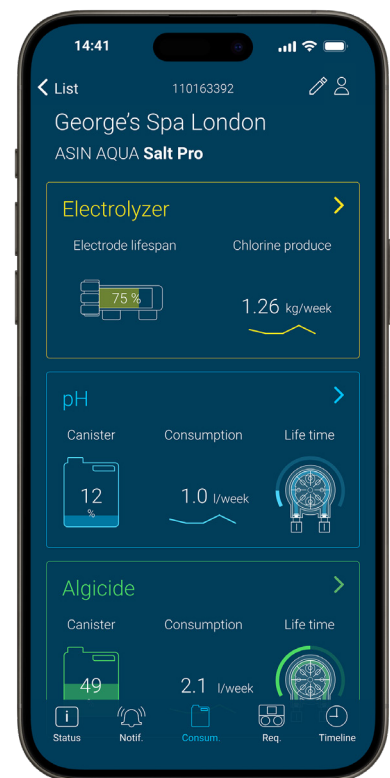 14:41
List
110163392
George's Spa London
ASIN AQUA Salt Pro
Electrolyzer
Electrode lifespan Chlorine produce
75 %
1.26 kg/week
pH
Canister Consumption Life time
12
%
1.0 l/week
Algicide
Canister Consumption Life time
49
2.1 l/week
Status Notif. Consum. Req. Timeline